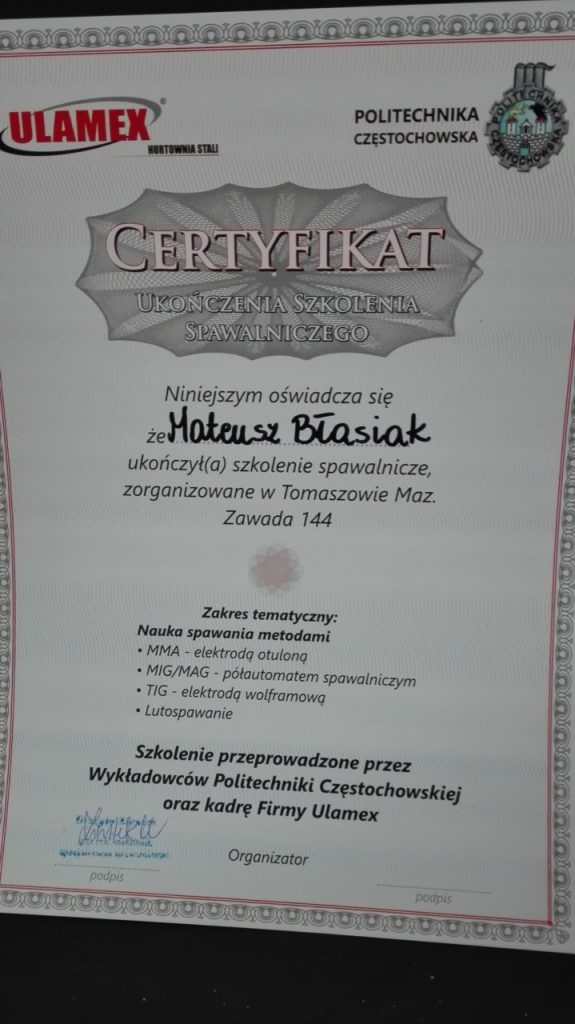 ULAMEX®
HURTOWNIA STALI
POLITECHNIKA
CZĘSTOCHOWSKA
POLITECHNIKA
CZĘSTOCHOWSKA
CERTYFIKAT
UKOŃCZENIA SZKOLENIA
SPAWALNICZEGO
Niniejszym oświadcza się
że Mateusz Błasiak
ukończył(a) szkolenie spawalnicze,
zorganizowane w Tomaszowie Maz.
Zawada 144
Zakres tematyczny:
Nauka spawania metodami
• MMA - elektrodą otuloną
• MIG/MAG - półautomatem spawalniczym
• TIG - elektrodą wolframową
• Lutospawanie
Szkolenie przeprowadzone przez
Wykładowców Politechniki Częstochowskiej
oraz kadrę Firmy Ulamex
Organizator
podpis
podpis